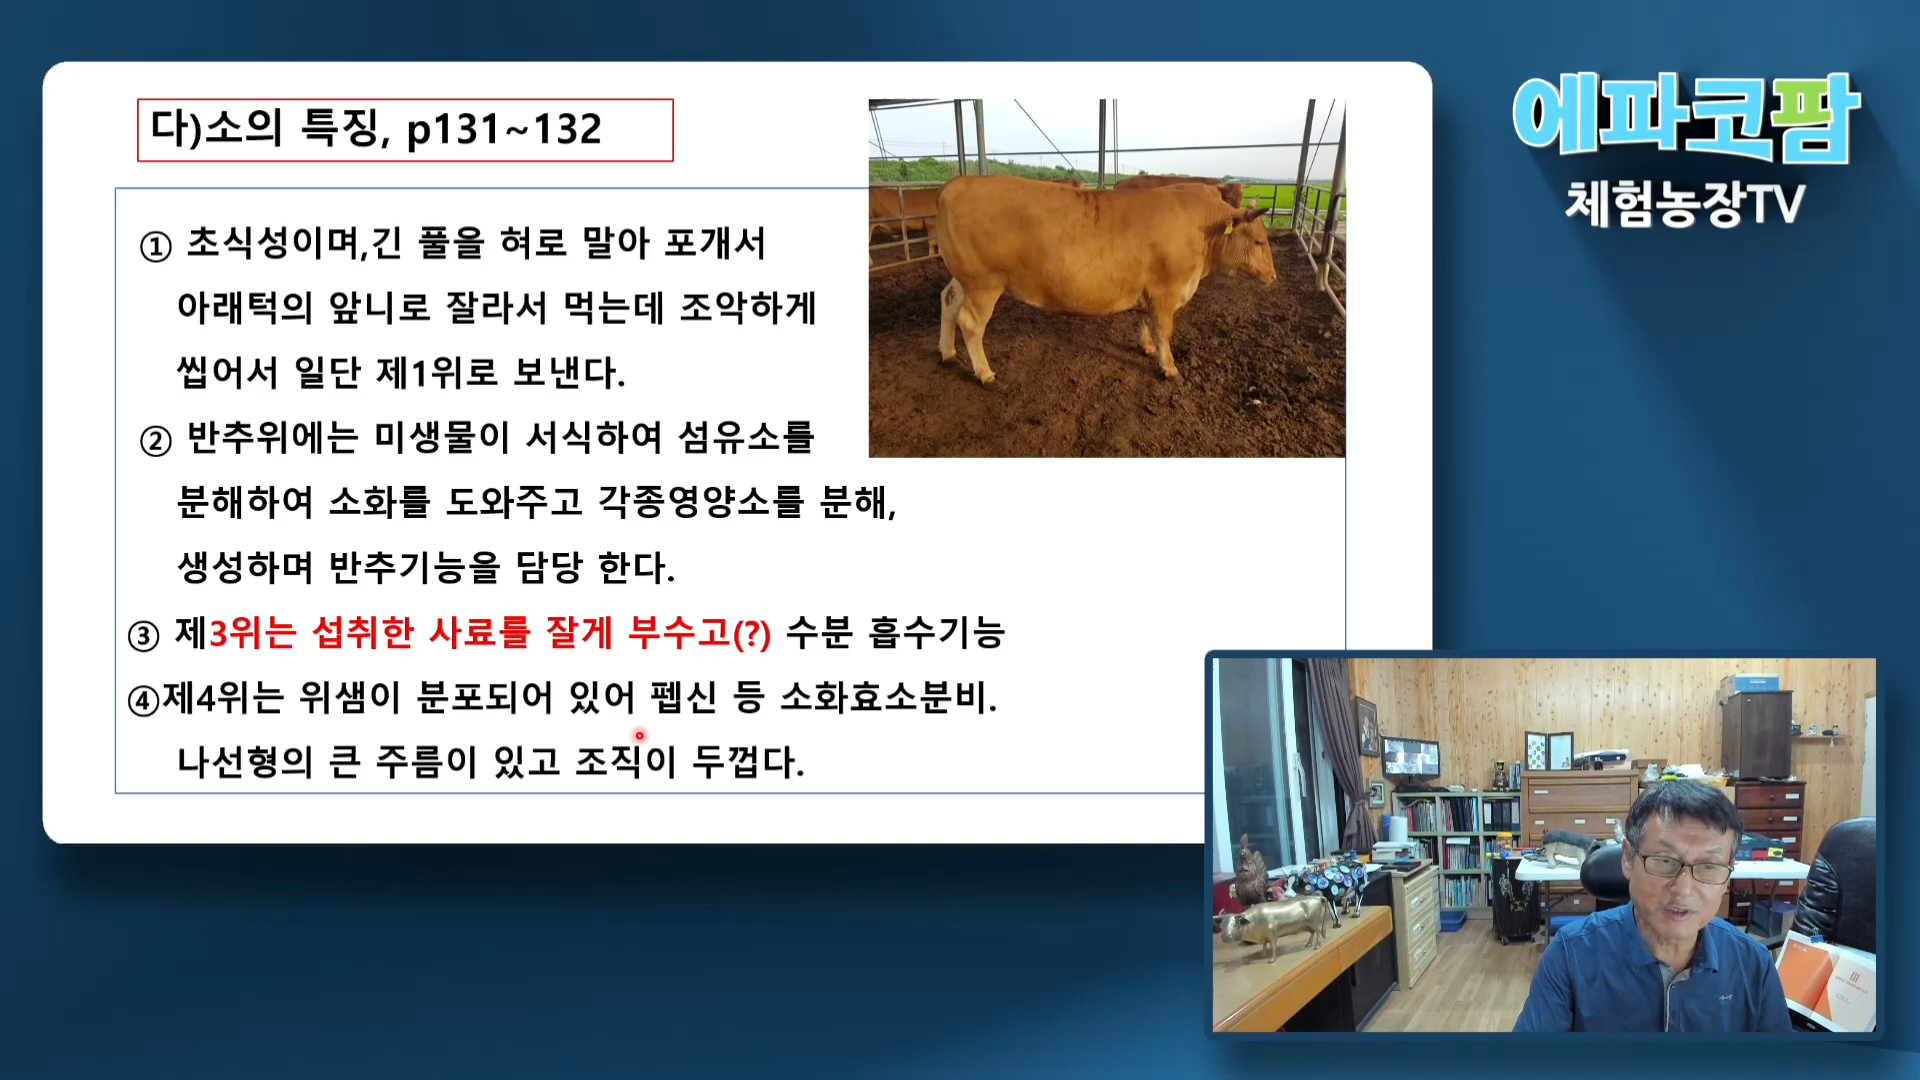 다)소의 특징, p131~132
① 초식성이며,긴 풀을 혀로 말아 포개서
아래턱의 앞니로 잘라서 먹는데 조악하게
씹어서 일단 제1위로 보낸다.
② 반추위에는 미생물이 서식하여 섬유소를
분해하여 소화를 도와주고 각종영양소를 분해,
생성하며 반추기능을 담당 한다.
③ 제3위는 섭취한 사료를 잘게 부수고(?) 수분 흡수기능
④제4위는 위샘이 분포되어 있어 펩신 등 소화효소분비.
나선형의 큰 주름이 있고 조직이 두껍다.
에파코팜
체험농장TV